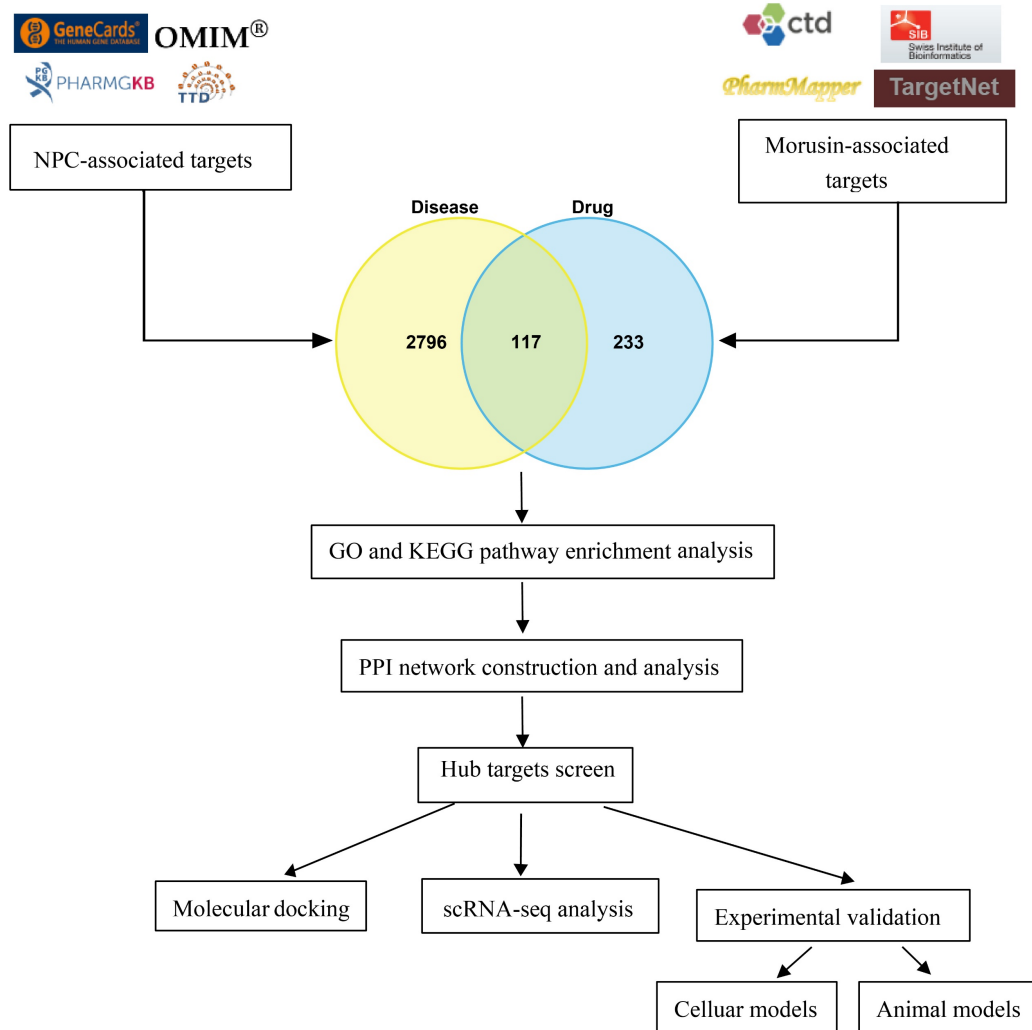 GeneCards®
THE HUMAN GENE DATABASE
OMIM®
PG
KB
PHARMGKB
TTD
ctd
SIB
Swiss Institute of
Bioinformatics
PharmMapper
TargetNet
NPC-associated targets
Morusin-associated
targets
Disease
Drug
2796
117
233
GO and KEGG pathway enrichment analysis
PPI network construction and analysis
Hub targets screen
Molecular docking
scRNA-seq analysis
Experimental validation
Celluar models
Animal models